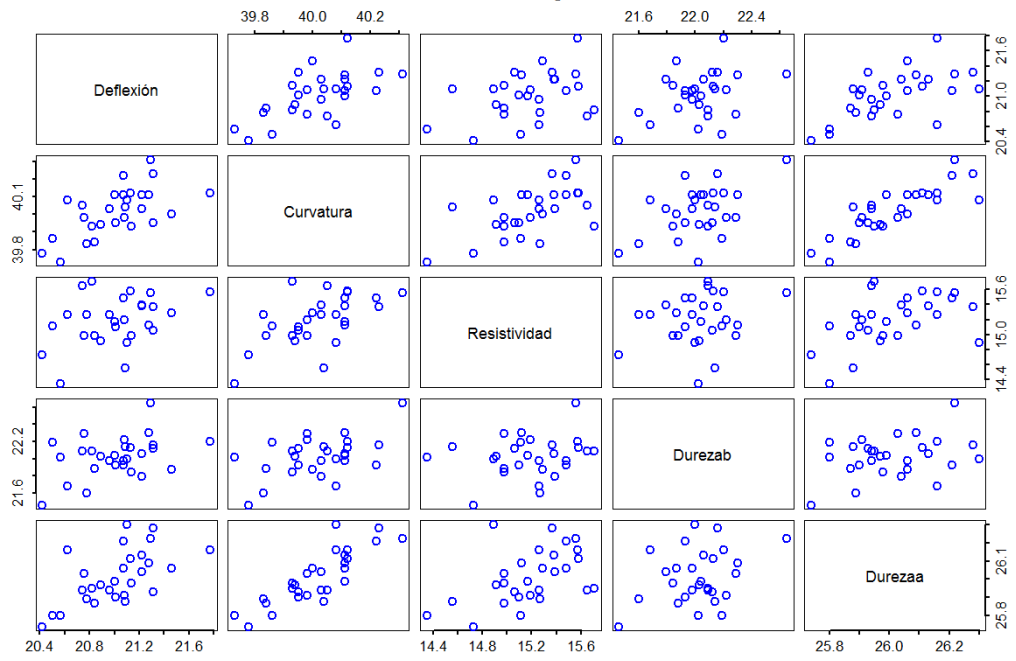 39.8 40.0 40.2 21.6 22.0 22.4
Deflexión
20.4 21.0 21.6
39.8 40.1
Curvatura
Resistividad
14.4 15.0 15.6
21.6 22.2
Durezab
25.8 26.1
Durezaa
20.4 20.8 21.2 21.6 14.4 14.8 15.2 15.6 25.8 26.0 26.2